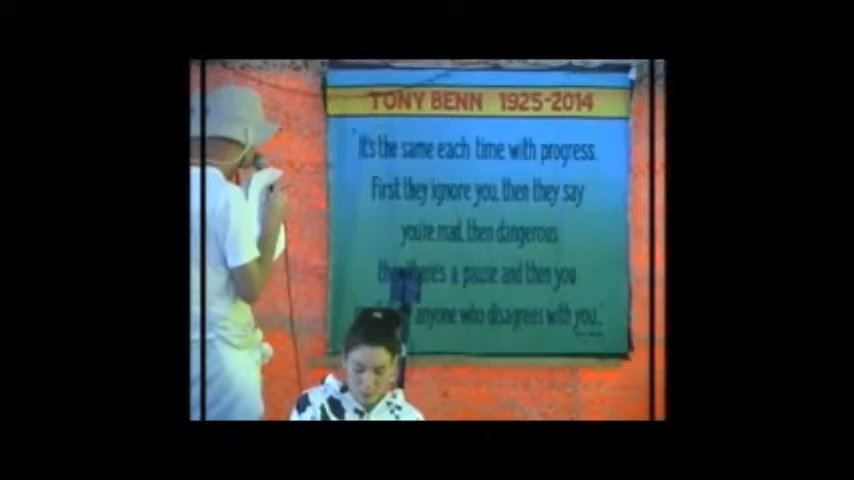 TONY BENN 1925-2014
"It's the same each time with progress.
First they ignore you, then they say
you're mad, then dangerous
there's a pause and then you
anyone who disagrees with you."